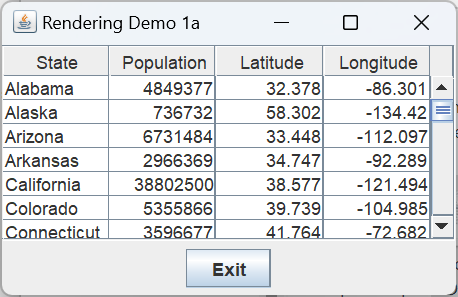 Rendering Demo 1a
State Population Latitude Longitude
Alabama 4849377 32.378 -86.301
Alaska 736732 58.302 -134.42
Arizona 6731484 33.448 -112.097
Arkansas 2966369 34.747 -92.289
California 38802500 38.577 -121.494
Colorado 5355866 39.739 -104.985
Connecticut 3596677 41.764 -72.682
Exit